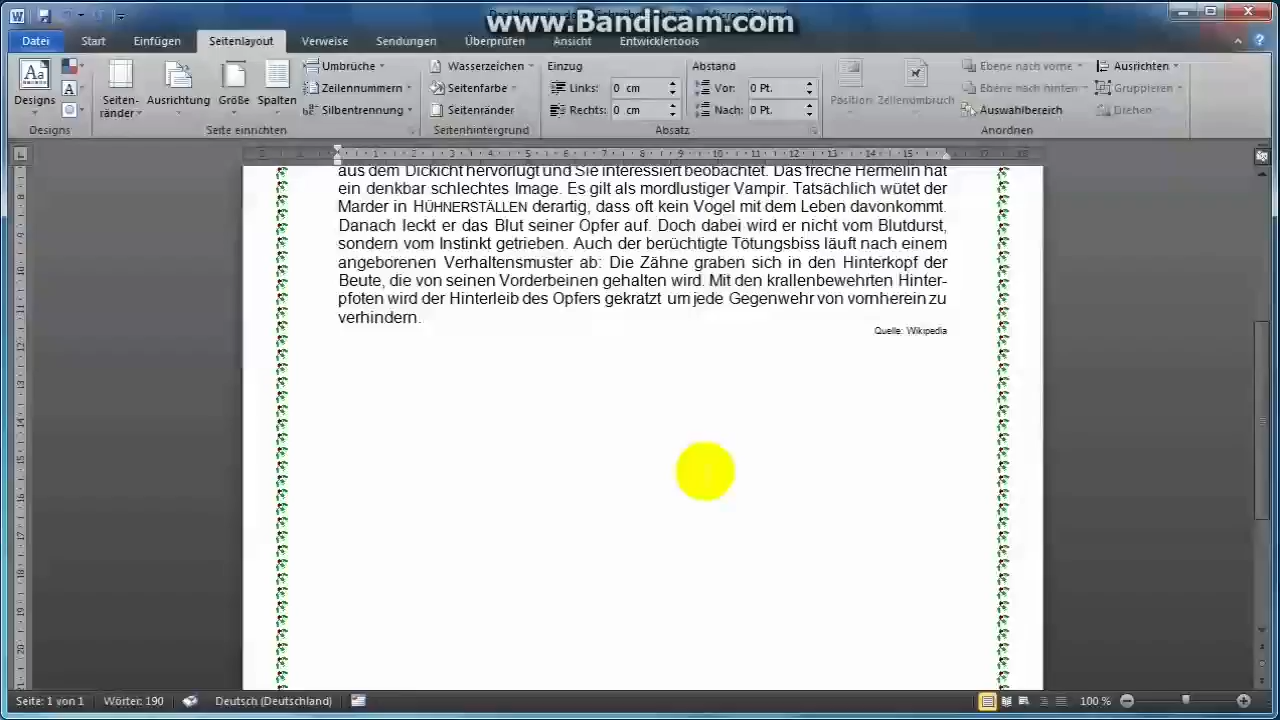 www.Bandicam.com
Datei Start Einfügen Seitenlayout Verweise Sendungen Überprüfen Ansicht Entwicklertools
Designs
Designs
Seiten-
ränder
Ausrichtung
Größe
Spalten
Umbrüche
Zeilennummern
Silbentrennung
Seite einrichten
Wasserzeichen
Seitenfarbe
Seitenränder
Seitenhintergrund
Einzug
Links: 0 cm
Rechts: 0 cm
Abstand
Vor: 0 Pt.
Nach: 0 Pt.
Absatz
Position
Zeilenumbruch
Ebene nach vorne
Ebene nach hinten
Auswahlbereich
Ausrichten
Gruppieren
Drehen
Anordnen
aus dem Dickicht hervorlugt und Sie interessiert beobachtet. Das freche Hermelin hat
ein denkbar schlechtes Image. Es gilt als mordlustiger Vampir. Tatsächlich wütet der
Marder in HÜHNERSTÄLLEN derartig, dass oft kein Vogel mit dem Leben davonkommt.
Danach leckt er das Blut seiner Opfer auf. Doch dabei wird er nicht vom Blutdurst,
sondern vom Instinkt getrieben. Auch der berüchtigte Tötungsbiss läuft nach einem
angeborenen Verhaltensmuster ab: Die Zähne graben sich in den Hinterkopf der
Beute, die von seinen Vorderbeinen gehalten wird. Mit den krallenbewehrten Hinter-
pfoten wird der Hinterleib des Opfers gekratzt um jede Gegenwehr von vornherein zu
verhindern.
Quelle: Wikipedia
Seite: 1 von 1 Wörter: 190 Deutsch (Deutschland) 100 %